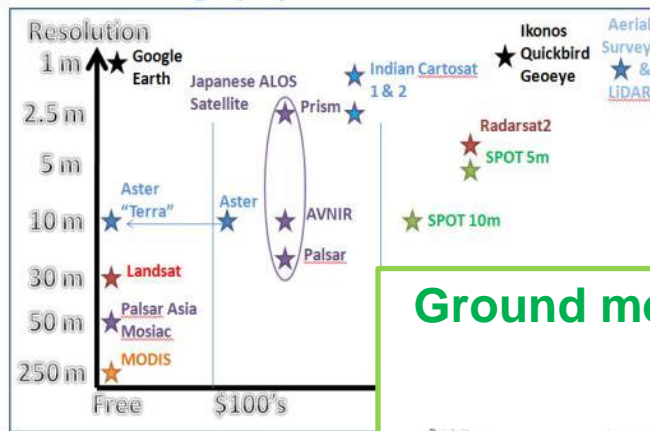 Resolution
1 m
2.5 m
5 m
10 m
30 m
50 m
250 m
Free
$100's
Google
Earth
Japanese ALOS
Satellite
Prism
Indian Cartosat
1 & 2
Ikonos
Quickbird
Geoeye
Aerial
Survey
&
LiDAR
Radarsat2
SPOT 5m
Aster
"Terra"
Aster
AVNIR
SPOT 10m
Palsar
Landsat
Palsar Asia
Mosiac
MODIS
Ground